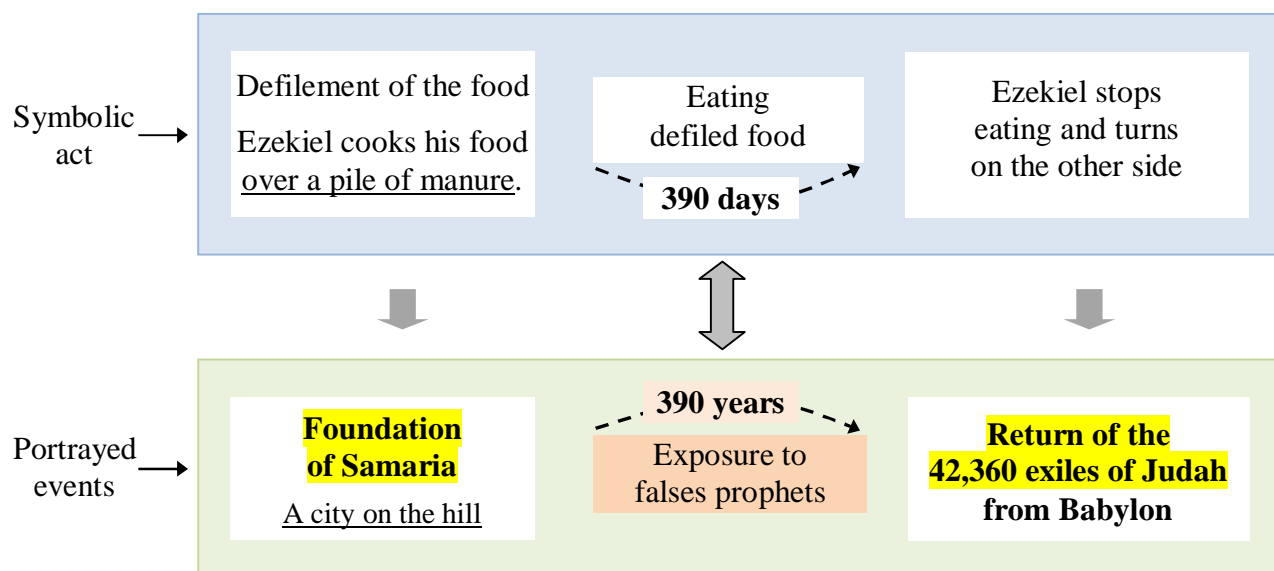 Symbolic
act
Defilement of the food
Ezekiel cooks his food
over a pile of manure.
Eating
defiled food
390 days
Ezekiel stops
eating and turns
on the other side
Portrayed
events
Foundation
of Samaria
A city on the hill
390 years
Exposure to
falses prophets
Return of the
42,360 exiles of Judah
from Babylon